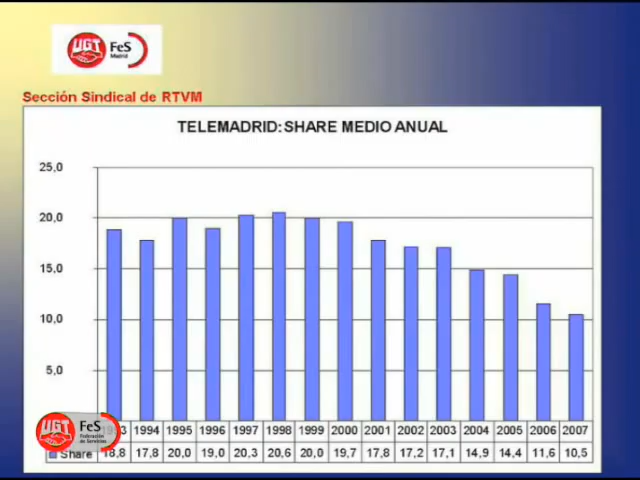 UGT FeS
Madrid
Sección Sindical de RTVM
TELEMADRID: SHARE MEDIO ANUAL
25,0
20,0
15,0
10,0
5,0
UGT FeS
Federación
de Servicios
1993 1994 1995 1996 1997 1998 1999 2000 2001 2002 2003 2004 2005 2006 2007
Share 18,8 17,8 20,0 19,0 20,3 20,6 20,0 19,7 17,8 17,2 17,1 14,9 14,4 11,6 10,5